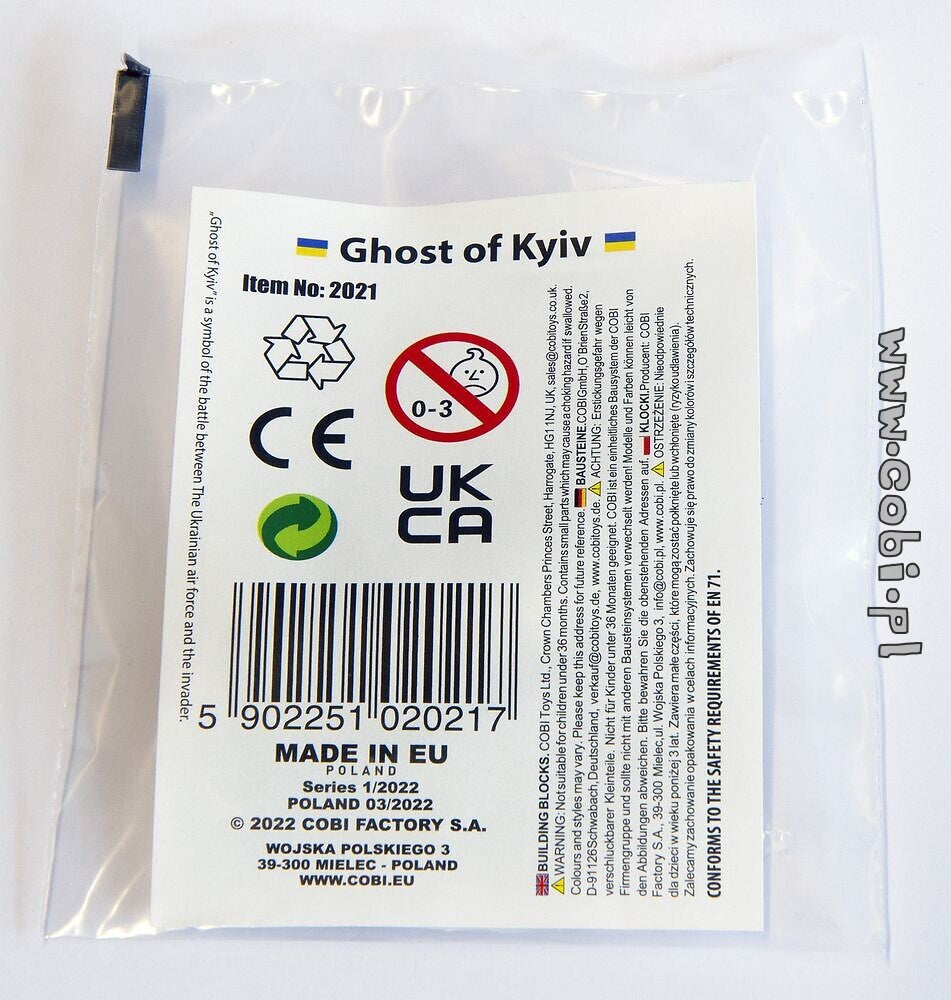 Ghost of Kyiv
Item No: 2021
„Ghost of Kyiv" is a symbol of the battle between The Ukrainian air force and the invader.
0-3
CE
UK
CA
5 902251 020217
MADE IN EU
POLAND
Series 1/2022
POLAND 03/2022
© 2022 COBI FACTORY S.A.
WOJSKA POLSKIEGO 3
39-300 MIELEC - POLAND
WWW.COBI.EU
BUILDING BLOCKS. COBI Toys Ltd., Crown Chambers Princes Street, Harrogate, HG1 1NJ, UK, sales@cobitoys.co.uk.
WARNING: Not suitable for children under 36 months. Contains small parts which may cause a choking hazard if swallowed.
Colours and styles may vary. Please keep this address for future reference. BAUSTEINE. COBI GmbH, O`Brien Straße 2,
D-91126 Schwabach, Deutschland, verkauf@cobitoys.de, www.cobitoys.de. ACHTUNG: Erstickungsgefahr wegen
verschluckbarer Kleinteile. Nicht für Kinder unter 36 Monaten geeignet. COBI ist ein einheitliches Bausystem der COBI
Firmengruppe und sollte nicht mit anderen Bausteinsystemen verwechselt werden! Modelle und Farben können leicht von
den Abbildungen abweichen. Bitte bewahren Sie die obenstehenden Adressen auf. KLOCKI. Producent: COBI
Factory S.A., 39-300 Mielec, ul. Wojska Polskiego 3, info@cobi.pl, www.cobi.pl. OSTRZEŻENIE: Nieodpowiednie
dla dzieci w wieku poniżej 3 lat. Zawiera małe części, które mogą zostać połknięte lub wchłonięte (ryzyko udławienia).
Zalecamy zachowanie opakowania w celach informacyjnych. Zachowuje się prawo do zmiany kolorów i szczegółów technicznych.
CONFORMS TO THE SAFETY REQUIREMENTS OF EN 71.
www.cobi.pl